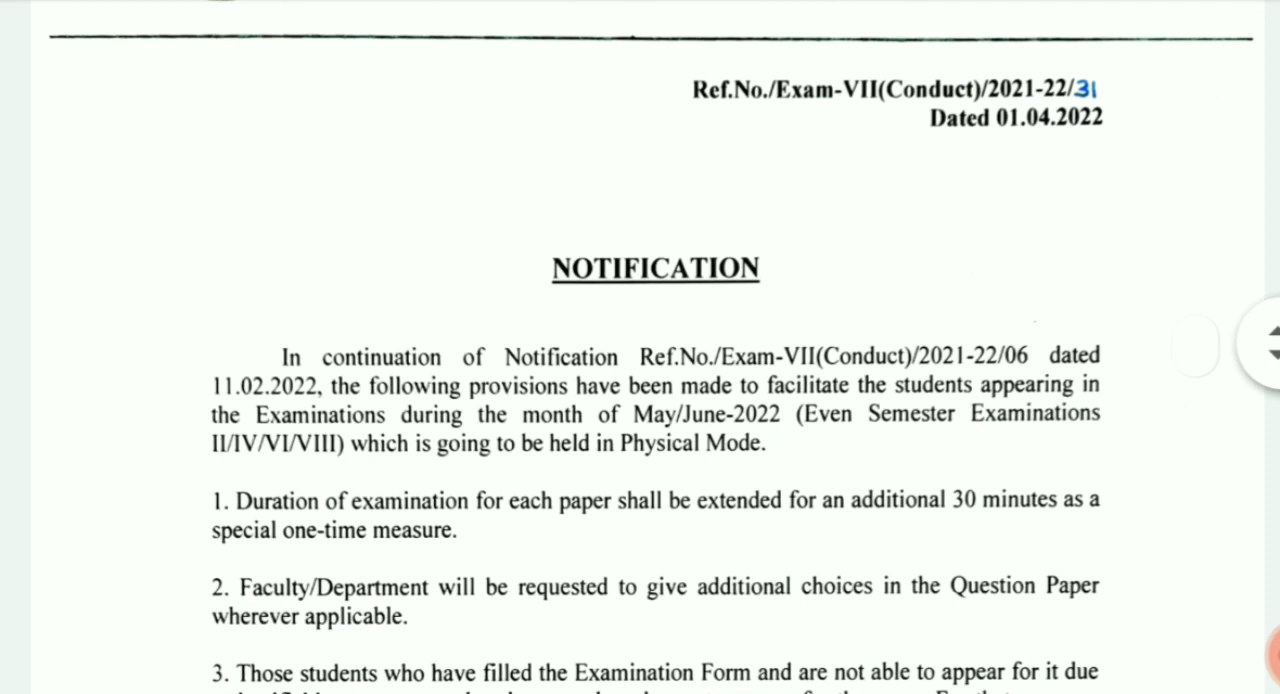 Ref.No./Exam-VII(Conduct)/2021-22/31
Dated 01.04.2022
NOTIFICATION
In continuation of Notification Ref.No./Exam-VII(Conduct)/2021-22/06 dated
11.02.2022, the following provisions have been made to facilitate the students appearing in
the Examinations during the month of May/June-2022 (Even Semester Examinations
II/IV/VI/VIII) which is going to be held in Physical Mode.
1. Duration of examination for each paper shall be extended for an additional 30 minutes as a
special one-time measure.
2. Faculty/Department will be requested to give additional choices in the Question Paper
wherever applicable.
3. Those students who have filled the Examination Form and are not able to appear for it due